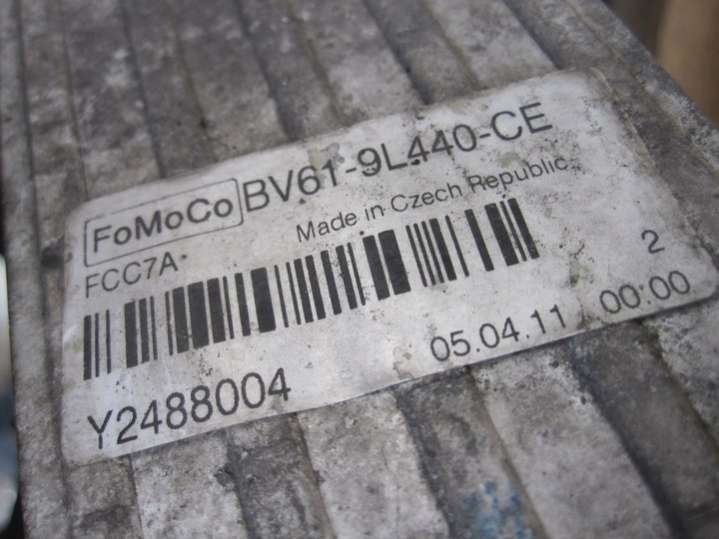 FoMoCo BV61-9L440-CE
FCC7A Made in Czech Republic
2
Y2488004 05.04.11 00:00